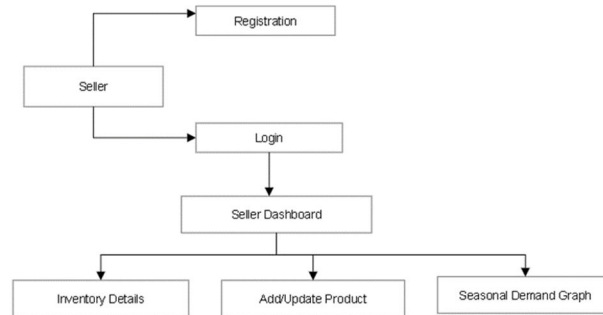 Registration
Seller
Login
Seller Dashboard
Inventory Details
Add/Update Product
Seasonal Demand Graph